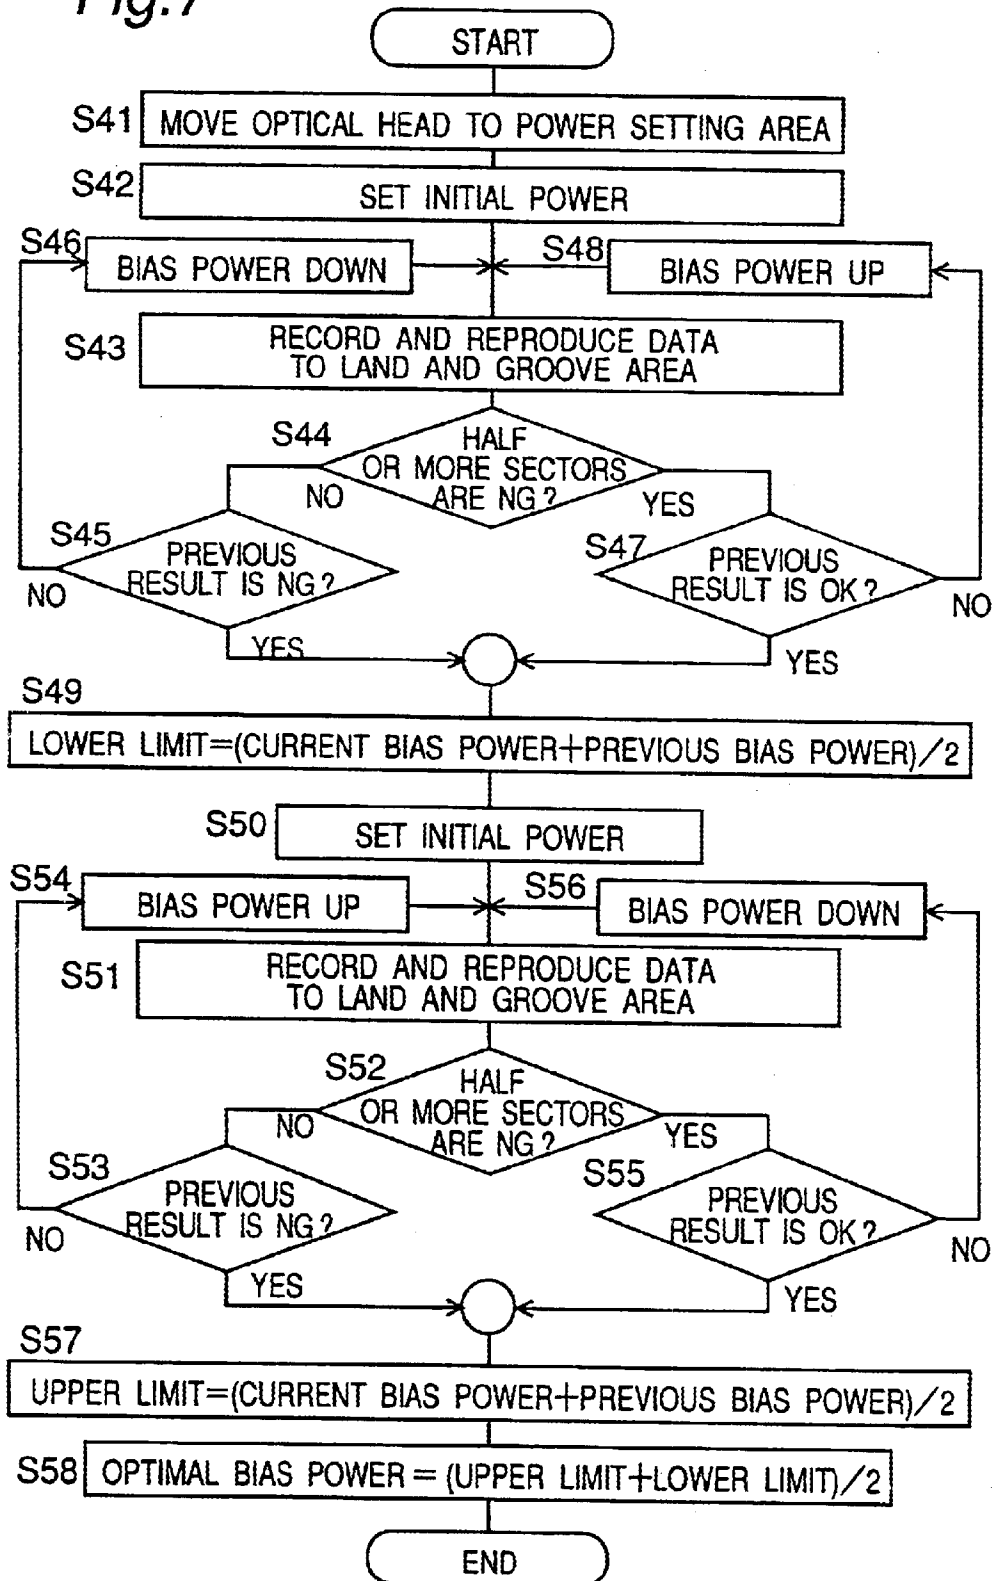 Fig.7
START
S41
MOVE OPTICAL HEAD TO POWER SETTING AREA
S42
SET INITIAL POWER
S46
BIAS POWER DOWN
S48
BIAS POWER UP
S43
RECORD AND REPRODUCE DATA
TO LAND AND GROOVE AREA
S44
HALF
OR MORE SECTORS
ARE NG?
NO
YES
S45
PREVIOUS
RESULT IS NG?
NO
YES
S47
PREVIOUS
RESULT IS OK?
NO
YES
S49
LOWER LIMIT=(CURRENT BIAS POWER+PREVIOUS BIAS POWER)/2
S50
SET INITIAL POWER
S54
BIAS POWER UP
S56
BIAS POWER DOWN
S51
RECORD AND REPRODUCE DATA
TO LAND AND GROOVE AREA
S52
HALF
OR MORE SECTORS
ARE NG?
NO
YES
S53
PREVIOUS
RESULT IS NG?
NO
YES
S55
PREVIOUS
RESULT IS OK?
NO
YES
S57
UPPER LIMIT=(CURRENT BIAS POWER+PREVIOUS BIAS POWER)/2
S58
OPTIMAL BIAS POWER=(UPPER LIMIT+LOWER LIMIT)/2
END